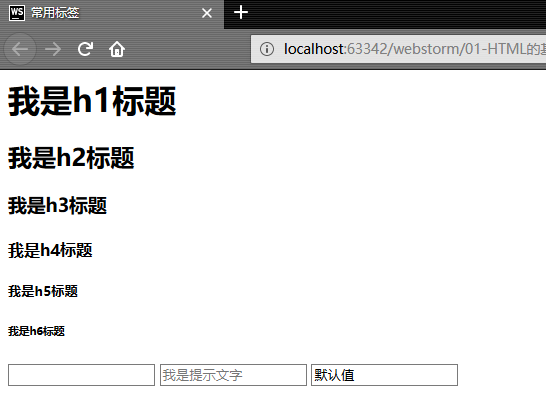 WS 常用标签
localhost:63342/webstorm/01-HTML的
我是h1标题
我是h2标题
我是h3标题
我是h4标题
我是h5标题
我是h6标题
我是提示文字 默认值